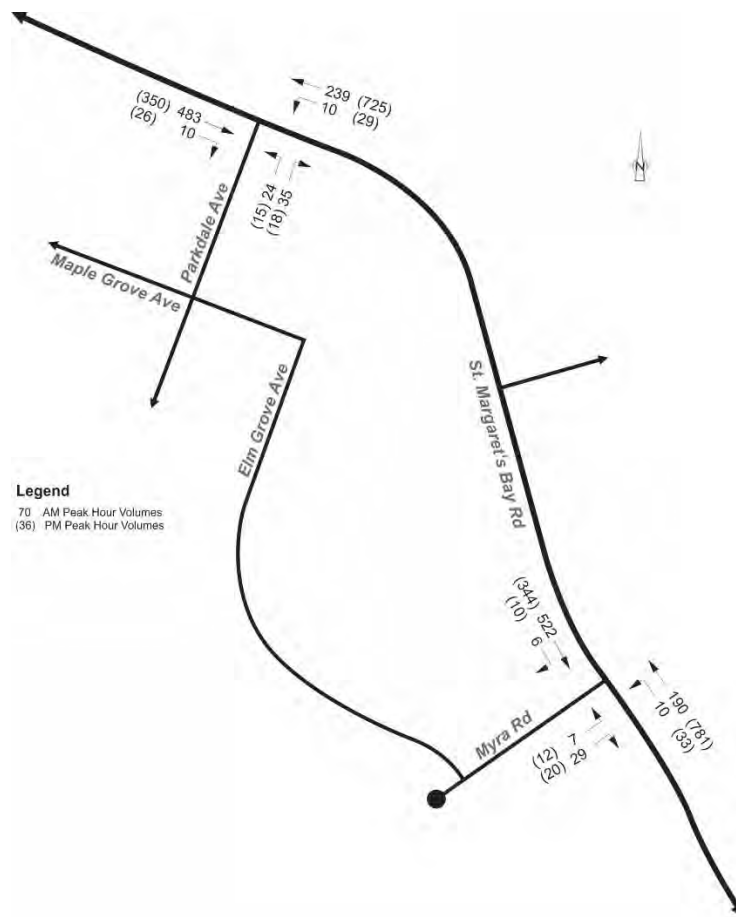 239 (725)
10 (29)
(350) 483
(26) 10
(15) 24
(18) 35
N
Parkdale Ave
Maple Grove Ave
Elm Grove Ave
St. Margaret's Bay Rd
Legend
70 AM Peak Hour Volumes
(36) PM Peak Hour Volumes
(344) 522
(10) 6
190 (781)
10 (33)
Myra Rd
(12) 7
(20) 29